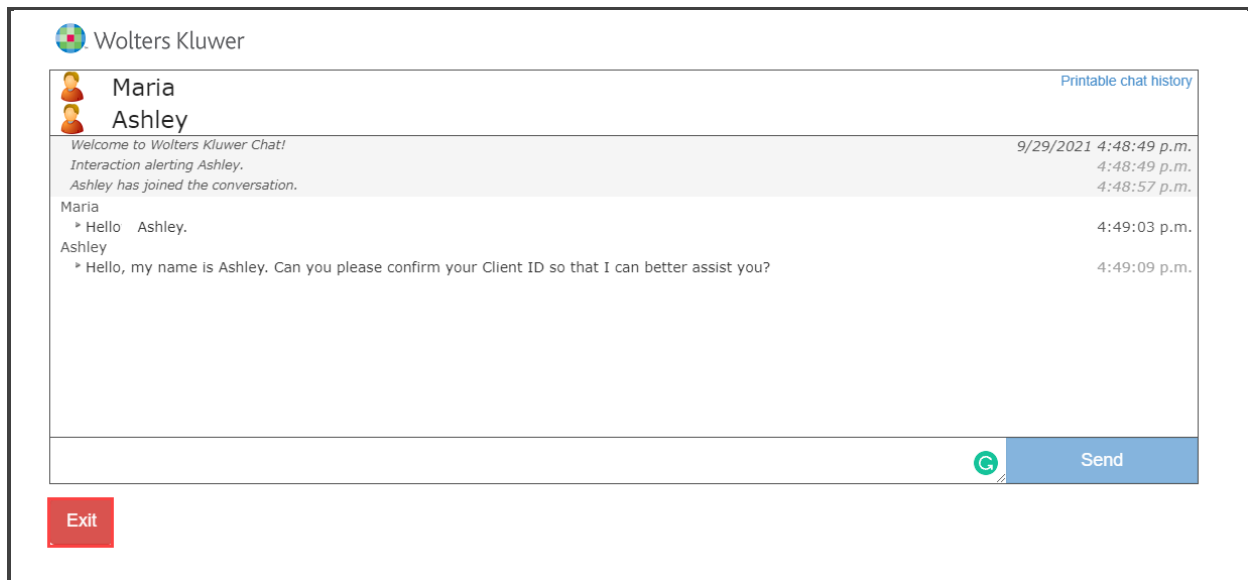 Wolters Kluwer
Maria
Printable chat history
Ashley
Welcome to Wolters Kluwer Chat! 9/29/2021 4:48:49 p.m.
Interaction alerting Ashley. 4:48:49 p.m.
Ashley has joined the conversation. 4:48:57 p.m.
Maria
Hello Ashley. 4:49:03 p.m.
Ashley
Hello, my name is Ashley. Can you please confirm your Client ID so that I can better assist you? 4:49:09 p.m.
Send
Exit